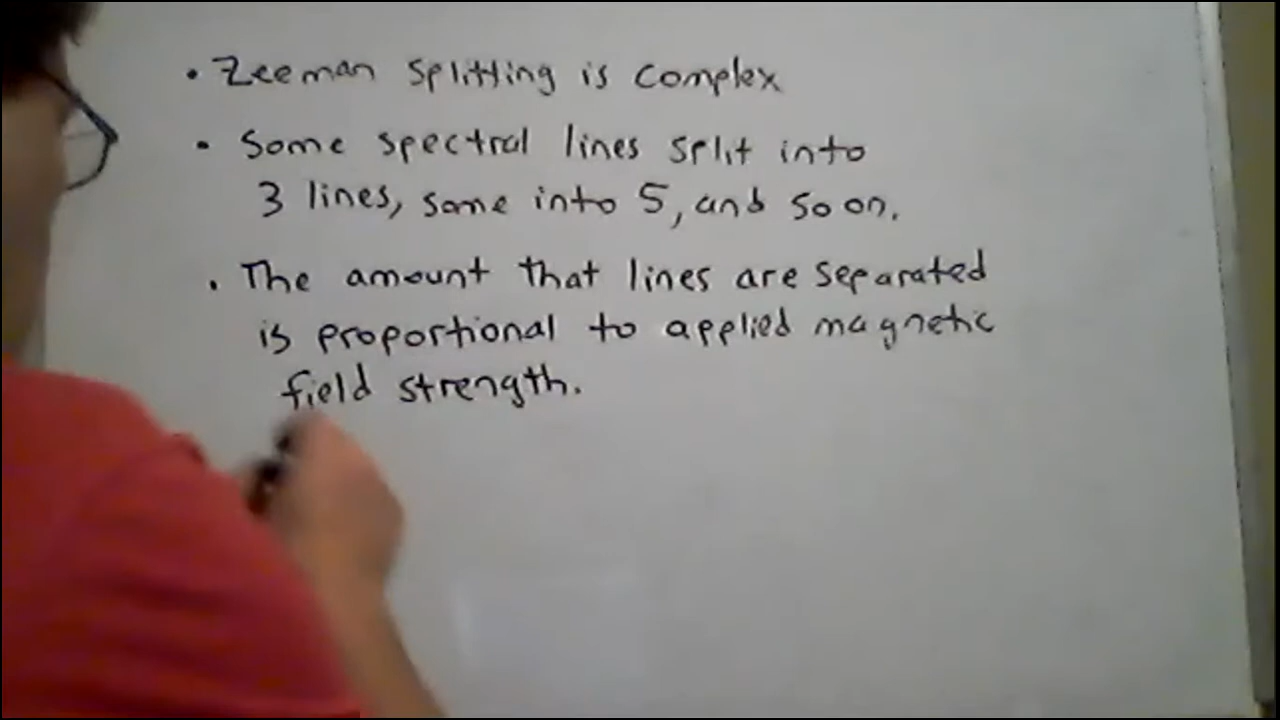 • Zeeman splitting is complex
• Some spectral lines split into
3 lines, some into 5, and so on.
• The amount that lines are separated
is proportional to applied magnetic
field strength.